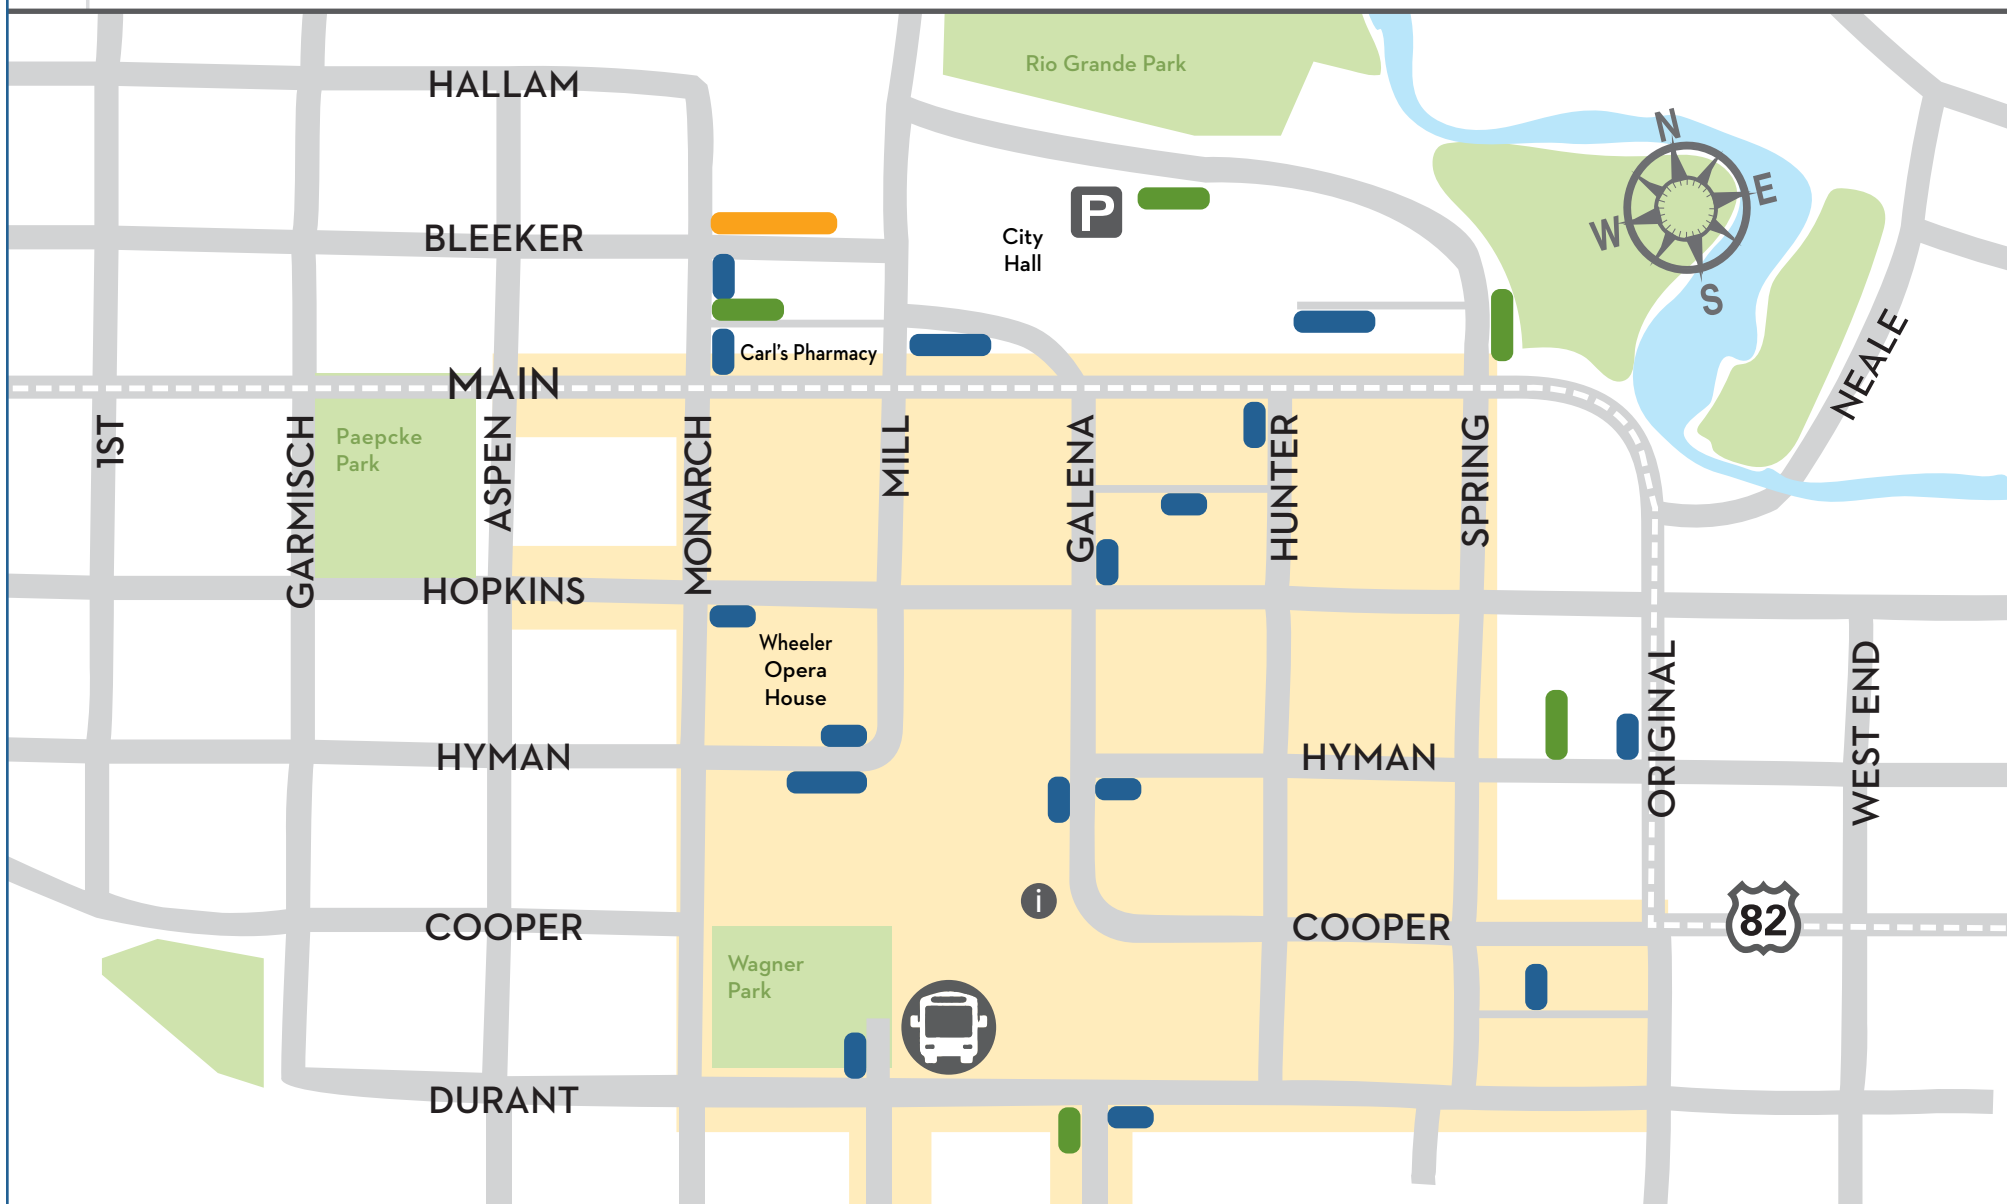 Rio Grande Park
HALLAM
N
E
W
S
BLEEKER
P
City
Hall
Carl's Pharmacy
NEALE
MAIN
1ST
GARMISCH
Paepcke
Park
ASPEN
MONARCH
MILL
GALENA
HUNTER
SPRING
HOPKINS
Wheeler
Opera
House
ORIGINAL
WEST END
HYMAN
HYMAN
i
COOPER
COOPER
82
Wagner
Park
DURANT